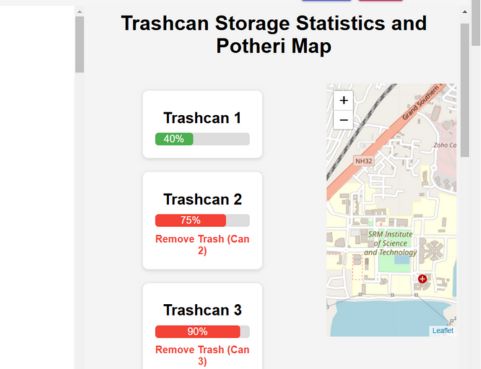 Trashcan Storage Statistics and
Potheri Map
Trashcan 1
40%
Trashcan 2
75%
Remove Trash (Can
2)
Trashcan 3
90%
Remove Trash (Can
3)
+
−
Grand Southern
NH32
Zoho Co
SRM Institute
of Science
and Technology
Leaflet